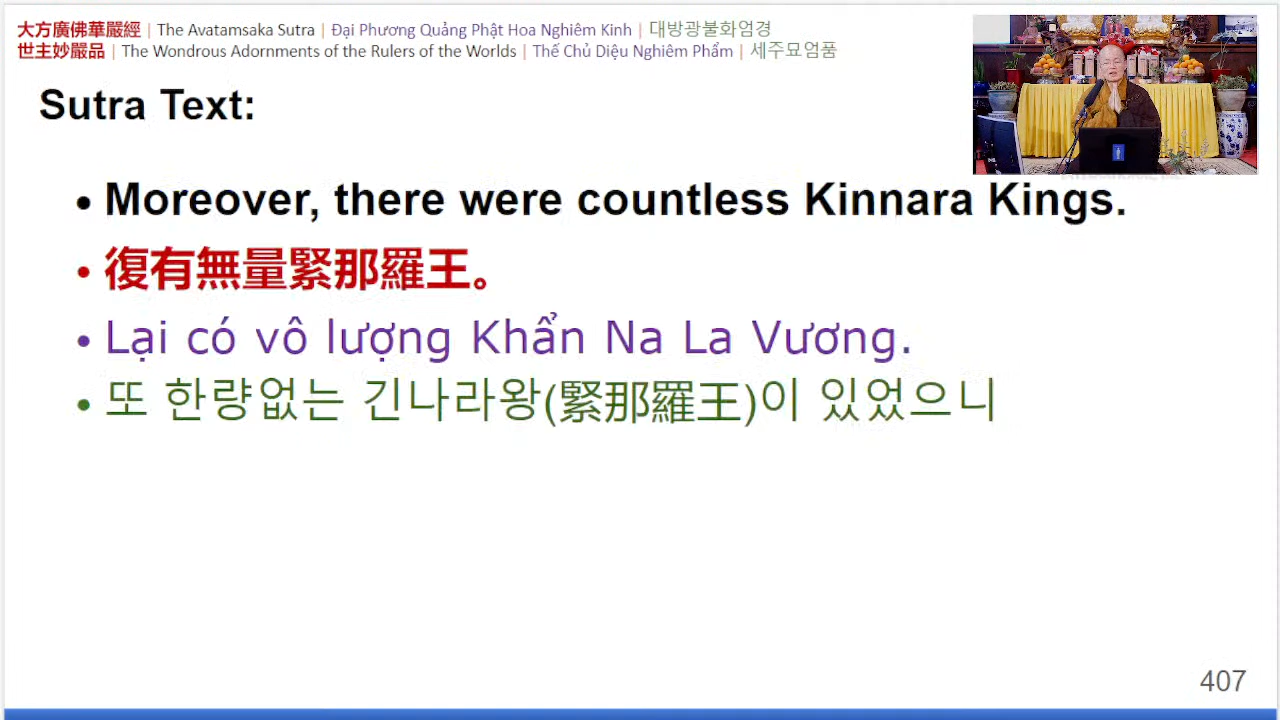 大方廣佛華嚴經 | The Avatamsaka Sutra | Đại Phương Quảng Phật Hoa Nghiêm Kinh | 대방광불화엄경
世主妙嚴品 | The Wondrous Adornments of the Rulers of the Worlds | Thế Chủ Diệu Nghiêm Phẩm | 세주묘엄품
Sutra Text:
• Moreover, there were countless Kinnara Kings.
• 復有無量緊那羅王。
• Lại có vô lượng Khẩn Na La Vương.
• 또 한량없는 긴나라왕(緊那羅王)이 있었으니
407